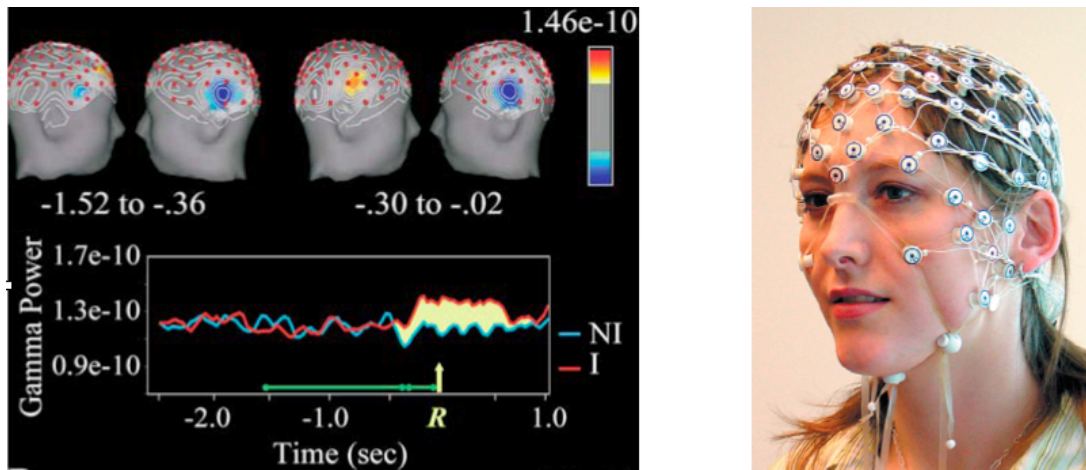 1.46e-10
-1.52 to -.36
-.30 to -.02
1.7e-10
1.3e-10
0.9e-10
Gamma Power
NI
I
-2.0
-1.0
R
1.0
Time (sec)